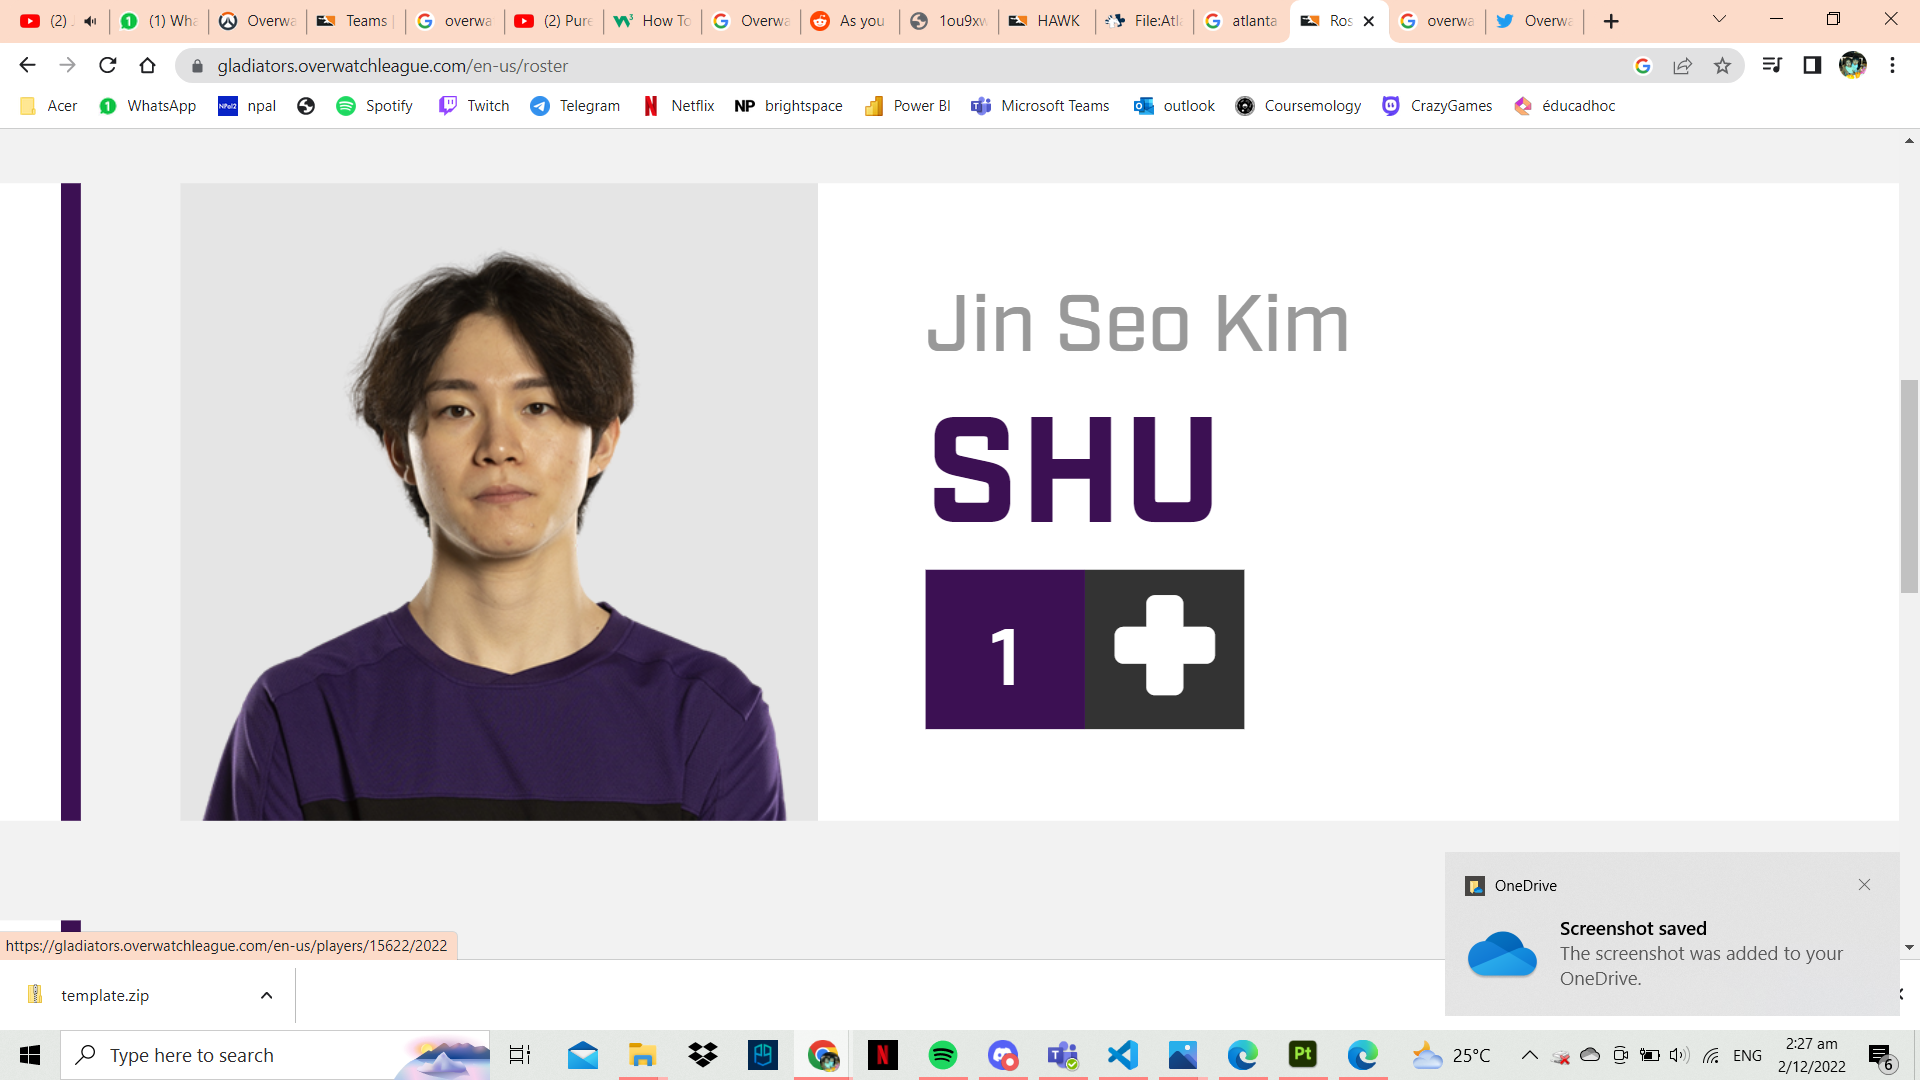 (2) J
(1) Wha
Overwa
Teams |
overwa
(2) Pure
How To
Overwa
As you
1ou9xw
HAWK
File:Atla
atlanta
Ros
overwa
Overwa
gladiators.overwatchleague.com/en-us/roster
Acer
WhatsApp
NPal2
npal
Spotify
Twitch
Telegram
Netflix
NP
brightspace
Power BI
Microsoft Teams
outlook
Coursemology
CrazyGames
éducadhoc
Jin Seo Kim
SHU
1
OneDrive
Screenshot saved
The screenshot was added to your
OneDrive.
https://gladiators.overwatchleague.com/en-us/players/15622/2022
template.zip
Type here to search
Pt
25°C
ENG
2:27 am
2/12/2022
6